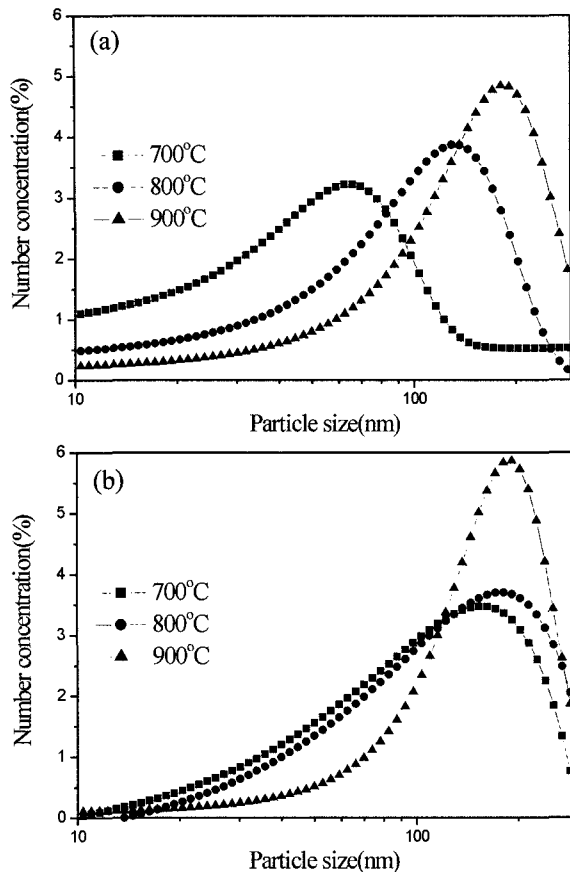 (a)
6
5
4
3
2
1
0
Number concentration(%)
700°C
800°C
900°C
10
100
Particle size(nm)
(b)
6
5
4
3
2
1
0
Number concentration(%)
700°C
800°C
900°C
10
100
Particle size(nm)